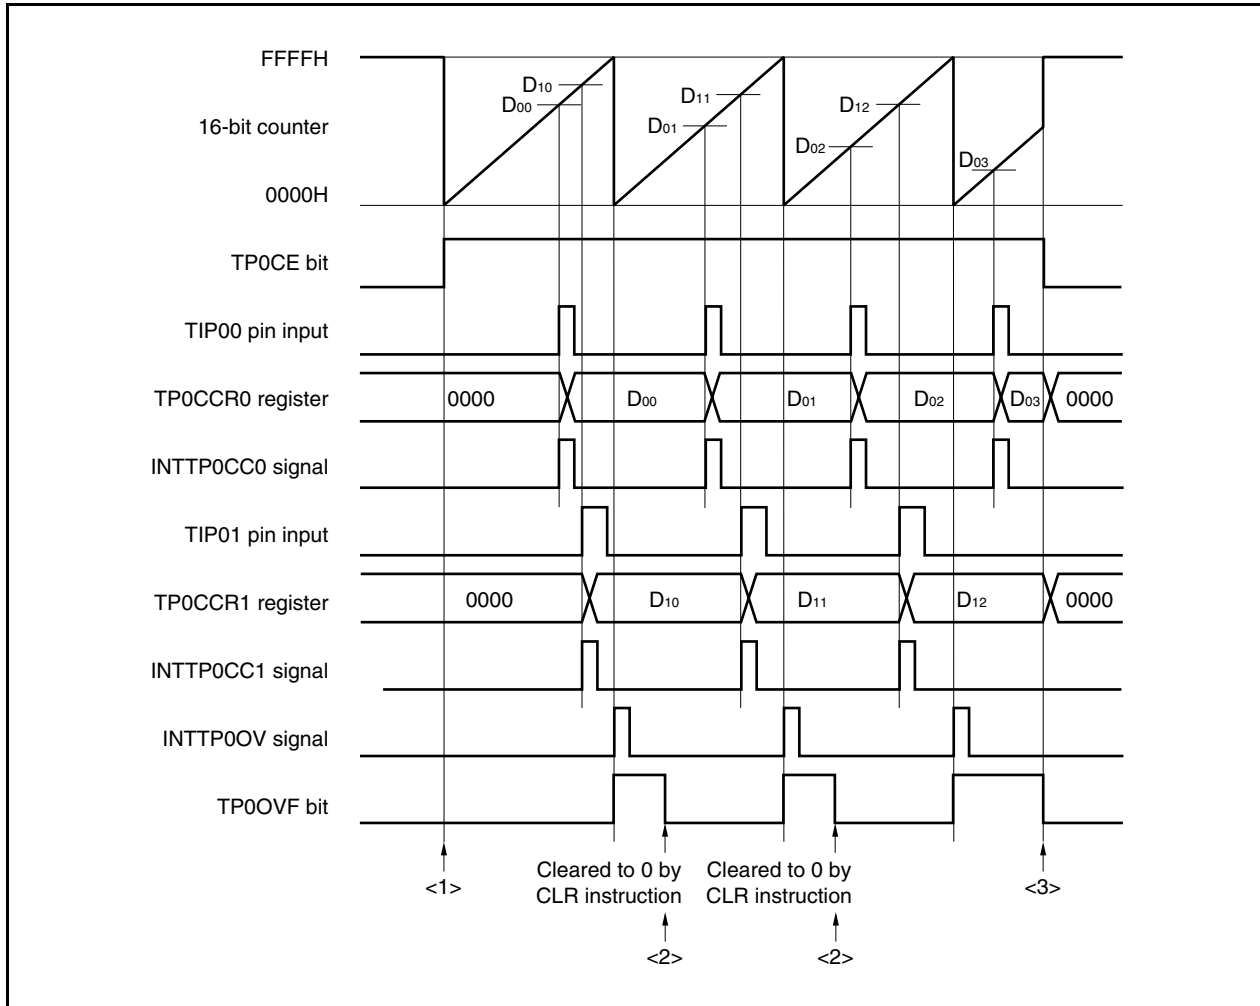 FFFFH
D10
D00
D11
D01
D12
D02
D03
16-bit counter
0000H
TP0CE bit
TIP00 pin input
TP0CCR0 register
0000 D00 D01 D02 D03 0000
INTTP0CC0 signal
TIP01 pin input
TP0CCR1 register
0000 D10 D11 D12 0000
INTTP0CC1 signal
INTTP0OV signal
TP0OVF bit
<1>
Cleared to 0 by
CLR instruction
<2>
Cleared to 0 by
CLR instruction
<2>
<3>